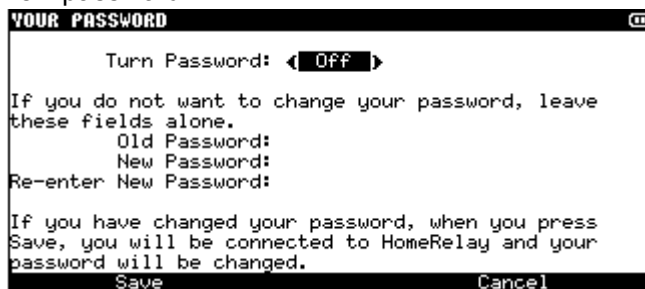 YOUR PASSWORD
Turn Password: Off
If you do not want to change your password, leave
these fields alone.
Old Password:
New Password:
Re-enter New Password:
If you have changed your password, when you press
Save, you will be connected to HomeRelay and your
password will be changed.
Save Cancel